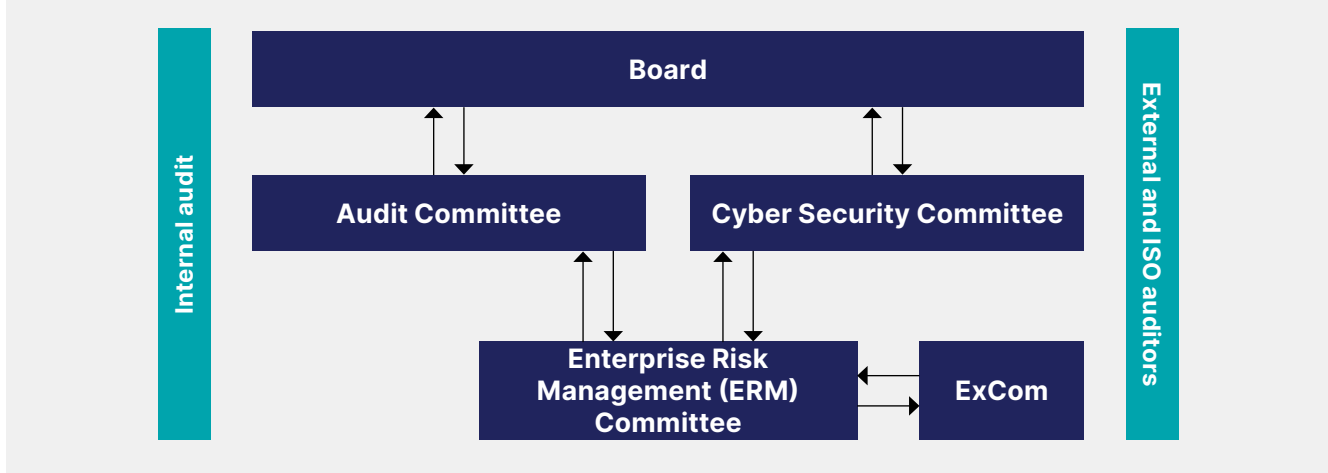 Internal audit
Board
External and ISO auditors
Audit Committee
Cyber Security Committee
Enterprise Risk
Management (ERM)
Committee
ExCom